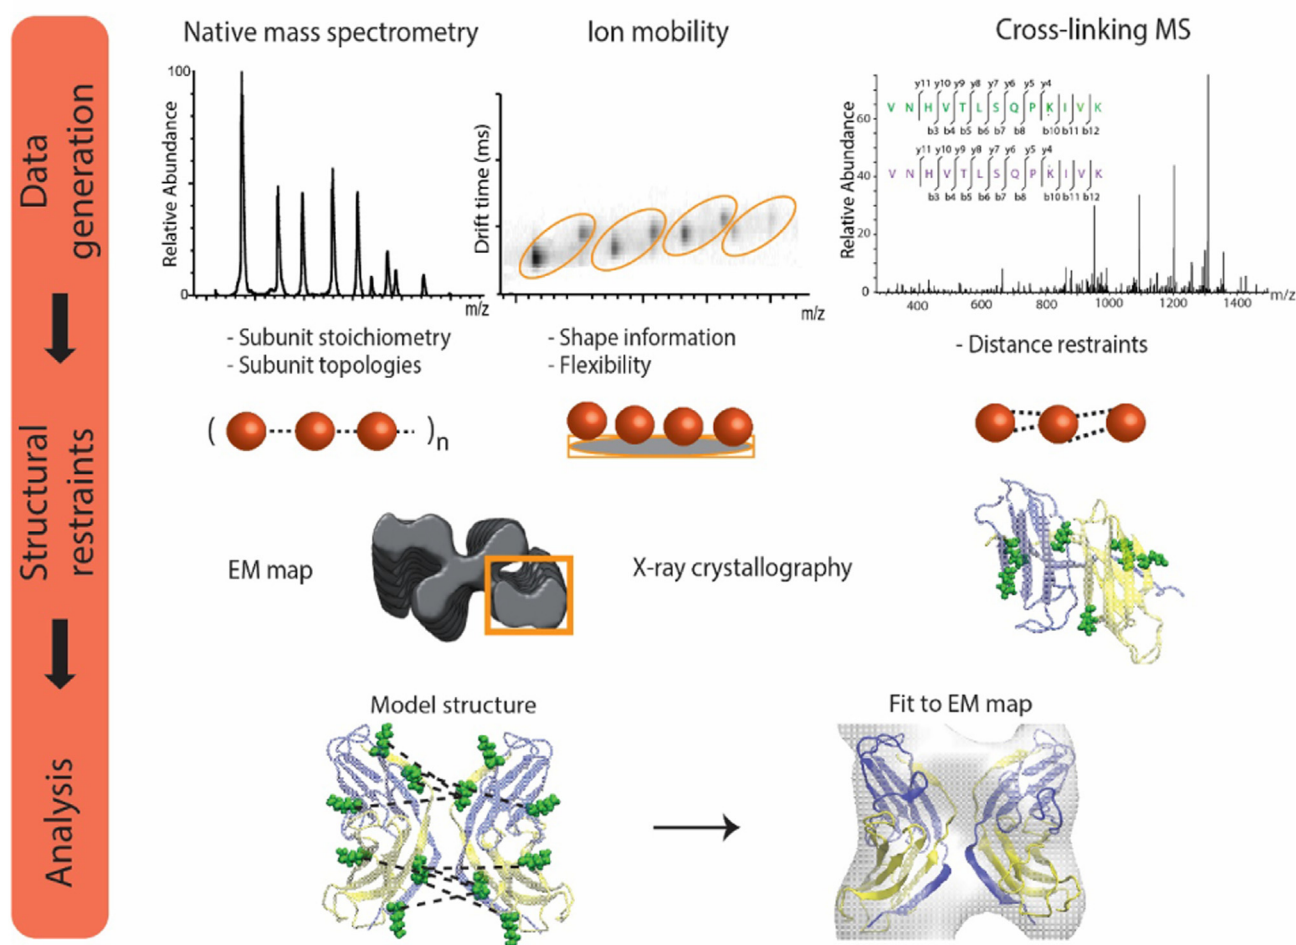 Data
generation
Structural
restraints
Analysis
Native mass spectrometry
100
0
Relative Abundance
m/z
- Subunit stoichiometry
- Subunit topologies
( )n
Ion mobility
Drift time (ms)
m/z
- Shape information
- Flexibility
Cross-linking MS
Relative Abundance
60
40
20
0
y11 y10 y9 y8 y7 y6 y5 y4
V N H V T L S Q P K I V K
b3 b4 b5 b6 b7 b8 b10 b11 b12
y11 y10 y9 y8 y7 y6 y5 y4
V N H V T L S Q P K I V K
b3 b4 b5 b6 b7 b8 b10 b11 b12
400 600 800 1000 1200 1400
m/z
- Distance restraints
EM map
X-ray crystallography
Model structure
Fit to EM map